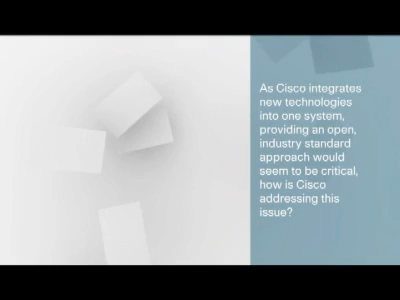 As Cisco integrates
new technologies
into one system,
providing an open,
industry standard
approach would
seem to be critical,
how is Cisco
addressing this
issue?